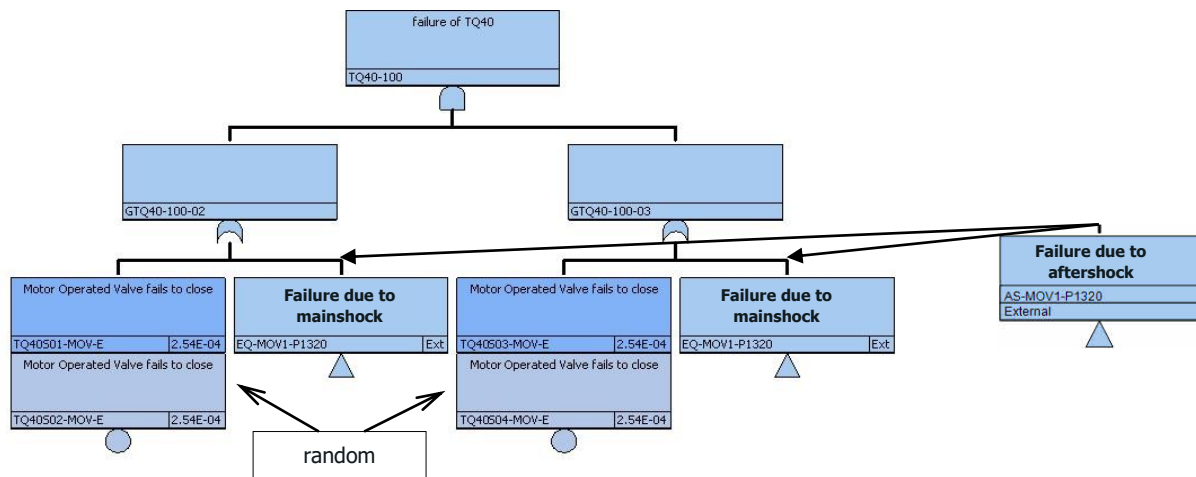 failure of TQ40
TQ40-100
GTQ40-100-02
GTQ40-100-03
Motor Operated Valve fails to close
TQ40S01-MOV-E 2.54E-04
Motor Operated Valve fails to close
TQ40S02-MOV-E 2.54E-04
Failure due to
mainshock
EQ-MOV1-P1320 Ext
Motor Operated Valve fails to close
TQ40S03-MOV-E 2.54E-04
Motor Operated Valve fails to close
TQ40S04-MOV-E 2.54E-04
Failure due to
mainshock
EQ-MOV1-P1320 Ext
Failure due to
aftershock
AS-MOV1-P1320
External
random